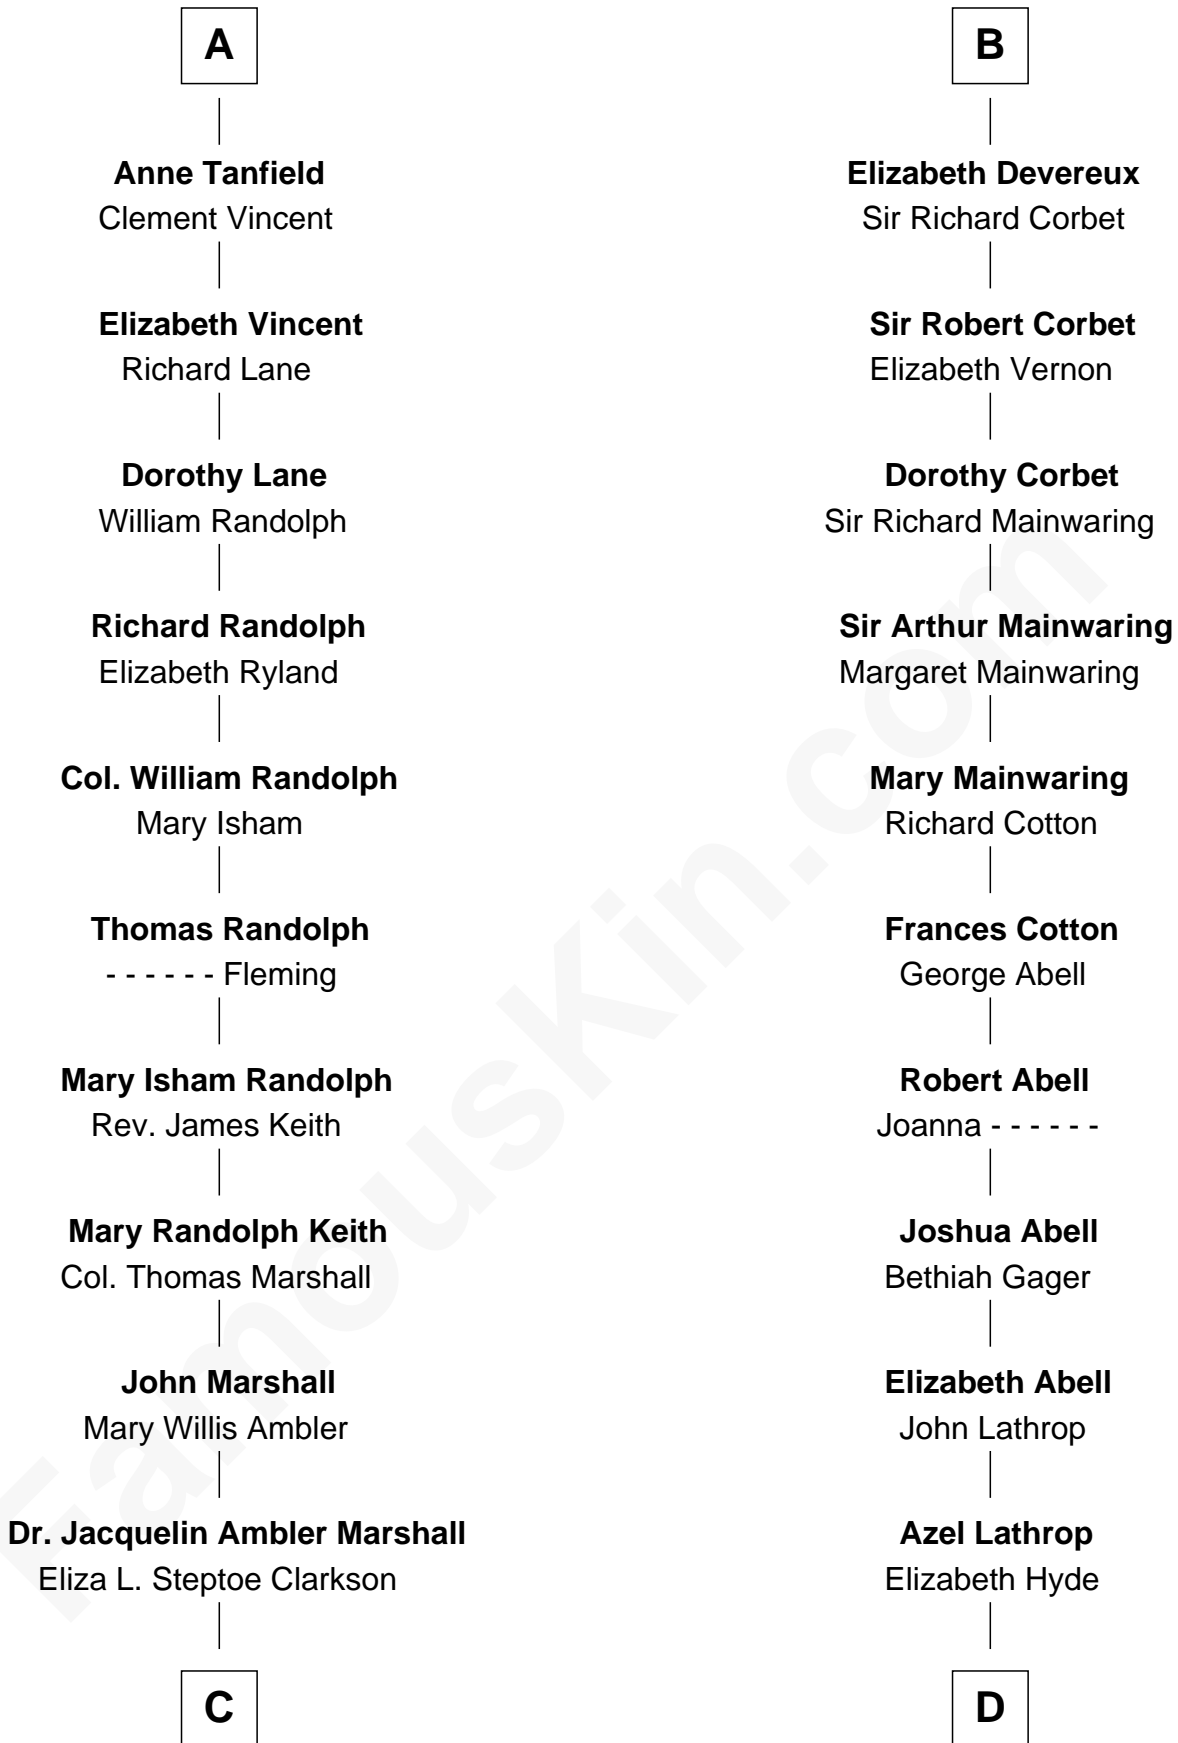 A
Anne Tanfield
Clement Vincent
Elizabeth Vincent
Richard Lane
Dorothy Lane
William Randolph
Richard Randolph
Elizabeth Ryland
Col. William Randolph
Mary Isham
Thomas Randolph
- - - - - - Fleming
Mary Isham Randolph
Rev. James Keith
Mary Randolph Keith
Col. Thomas Marshall
John Marshall
Mary Willis Ambler
Dr. Jacquelin Ambler Marshall
Eliza L. Steptoe Clarkson
C
B
Elizabeth Devereux
Sir Richard Corbet
Sir Robert Corbet
Elizabeth Vernon
Dorothy Corbet
Sir Richard Mainwaring
Sir Arthur Mainwaring
Margaret Mainwaring
Mary Mainwaring
Richard Cotton
Frances Cotton
George Abell
Robert Abell
Joanna - - - - - -
Joshua Abell
Bethiah Gager
Elizabeth Abell
John Lathrop
Azel Lathrop
Elizabeth Hyde
D
FamousKin.com